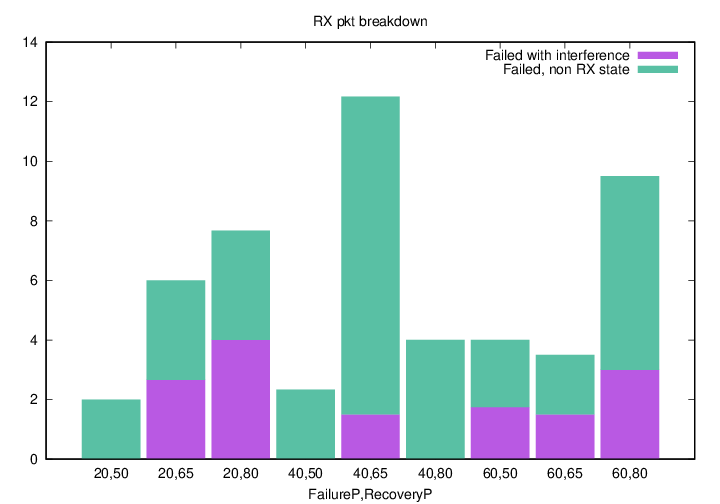 RX pkt breakdown
Failed with interference
Failed, non RX state
14
12
10
8
6
4
2
0
20,50 20,65 20,80 40,50 40,65 40,80 60,50 60,65 60,80
FailureP,RecoveryP